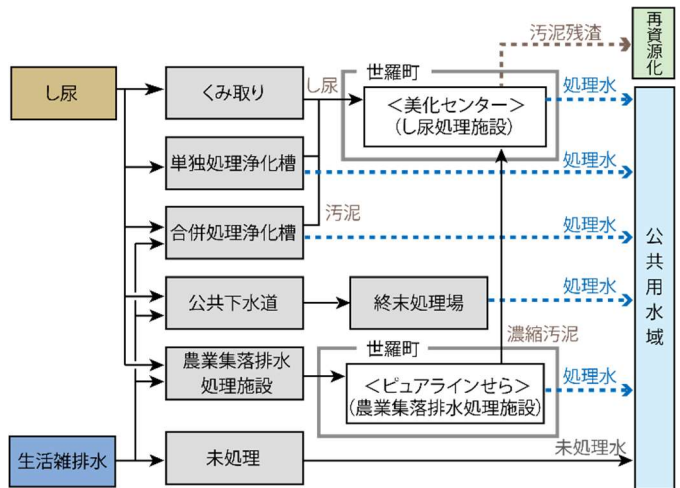 汚泥残渣
再資源化
世羅町
し尿
くみ取り
し尿
＜美化センター＞
(し尿処理施設)
処理水
単独処理浄化槽
処理水
汚泥
合併処理浄化槽
処理水
公共用水域
公共下水道
終末処理場
処理水
濃縮汚泥
世羅町
農業集落排水
処理施設
＜ピュアラインせら＞
(農業集落排水処理施設)
処理水
生活雑排水
未処理
未処理水